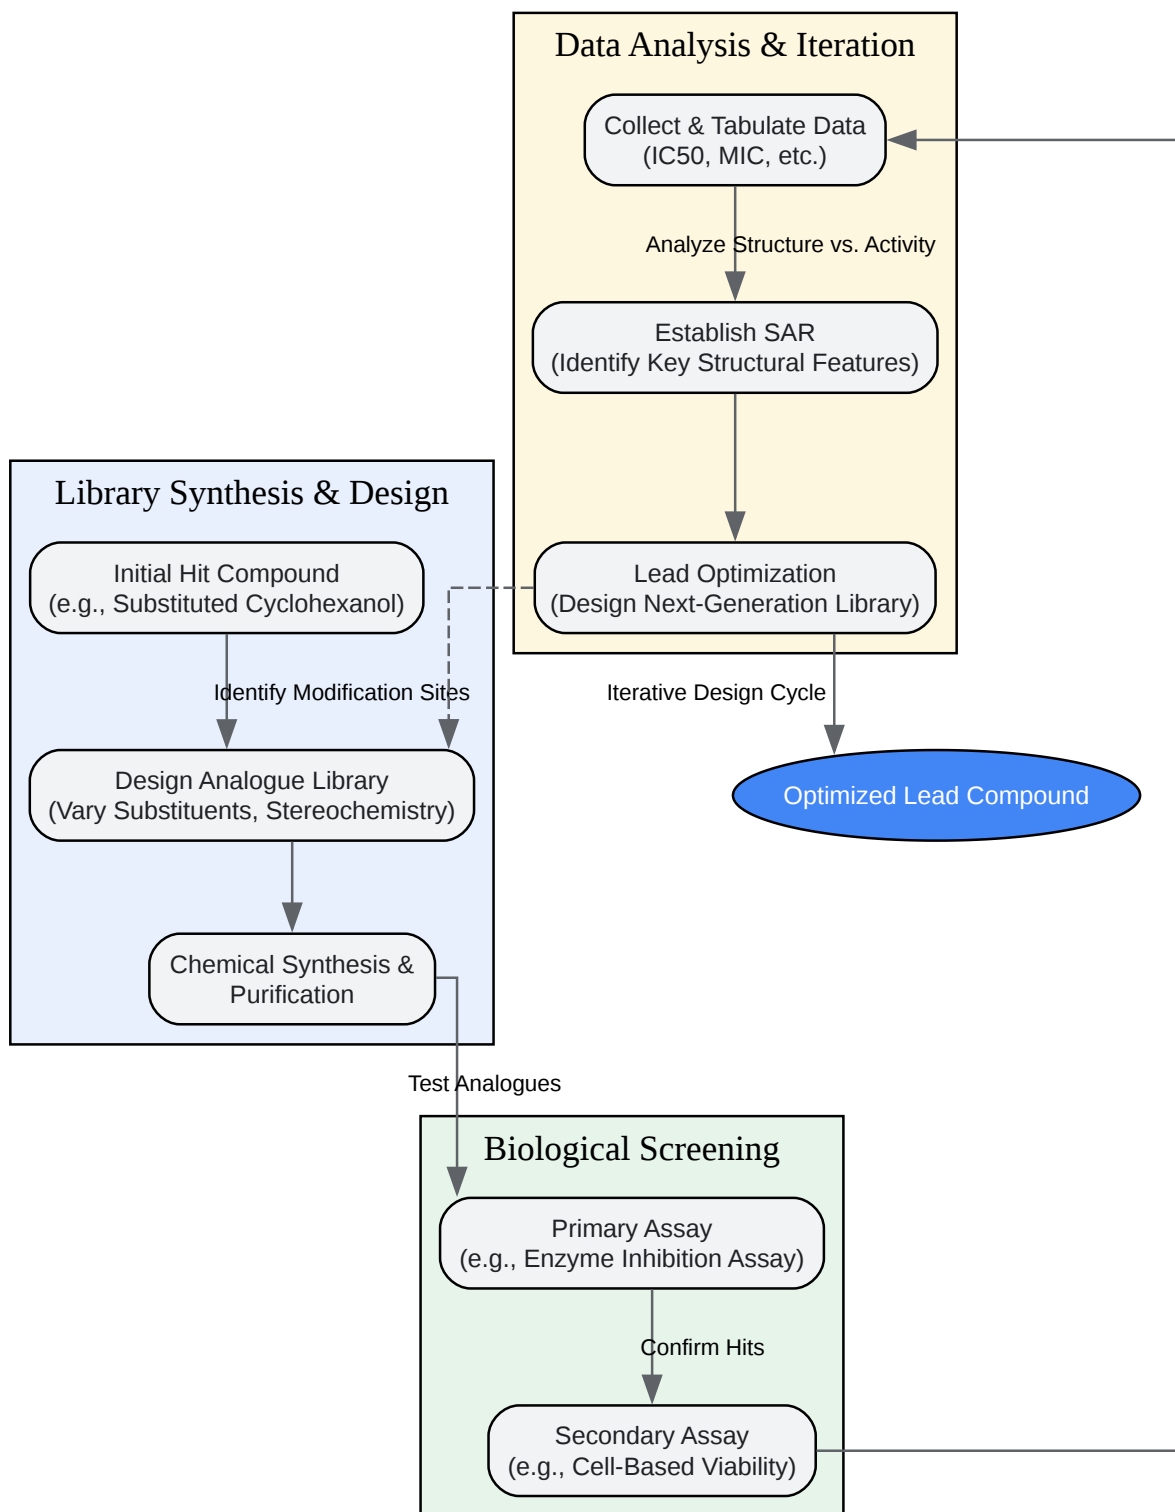 Data Analysis & Iteration
Collect & Tabulate Data
(IC50, MIC, etc.)
Analyze Structure vs. Activity
Establish SAR
(Identify Key Structural Features)
Lead Optimization
(Design Next-Generation Library)
Library Synthesis & Design
Initial Hit Compound
(e.g., Substituted Cyclohexanol)
Identify Modification Sites
Iterative Design Cycle
Design Analogue Library
(Vary Substituents, Stereochemistry)
Optimized Lead Compound
Chemical Synthesis &
Purification
Test Analogues
Biological Screening
Primary Assay
(e.g., Enzyme Inhibition Assay)
Confirm Hits
Secondary Assay
(e.g., Cell-Based Viability)